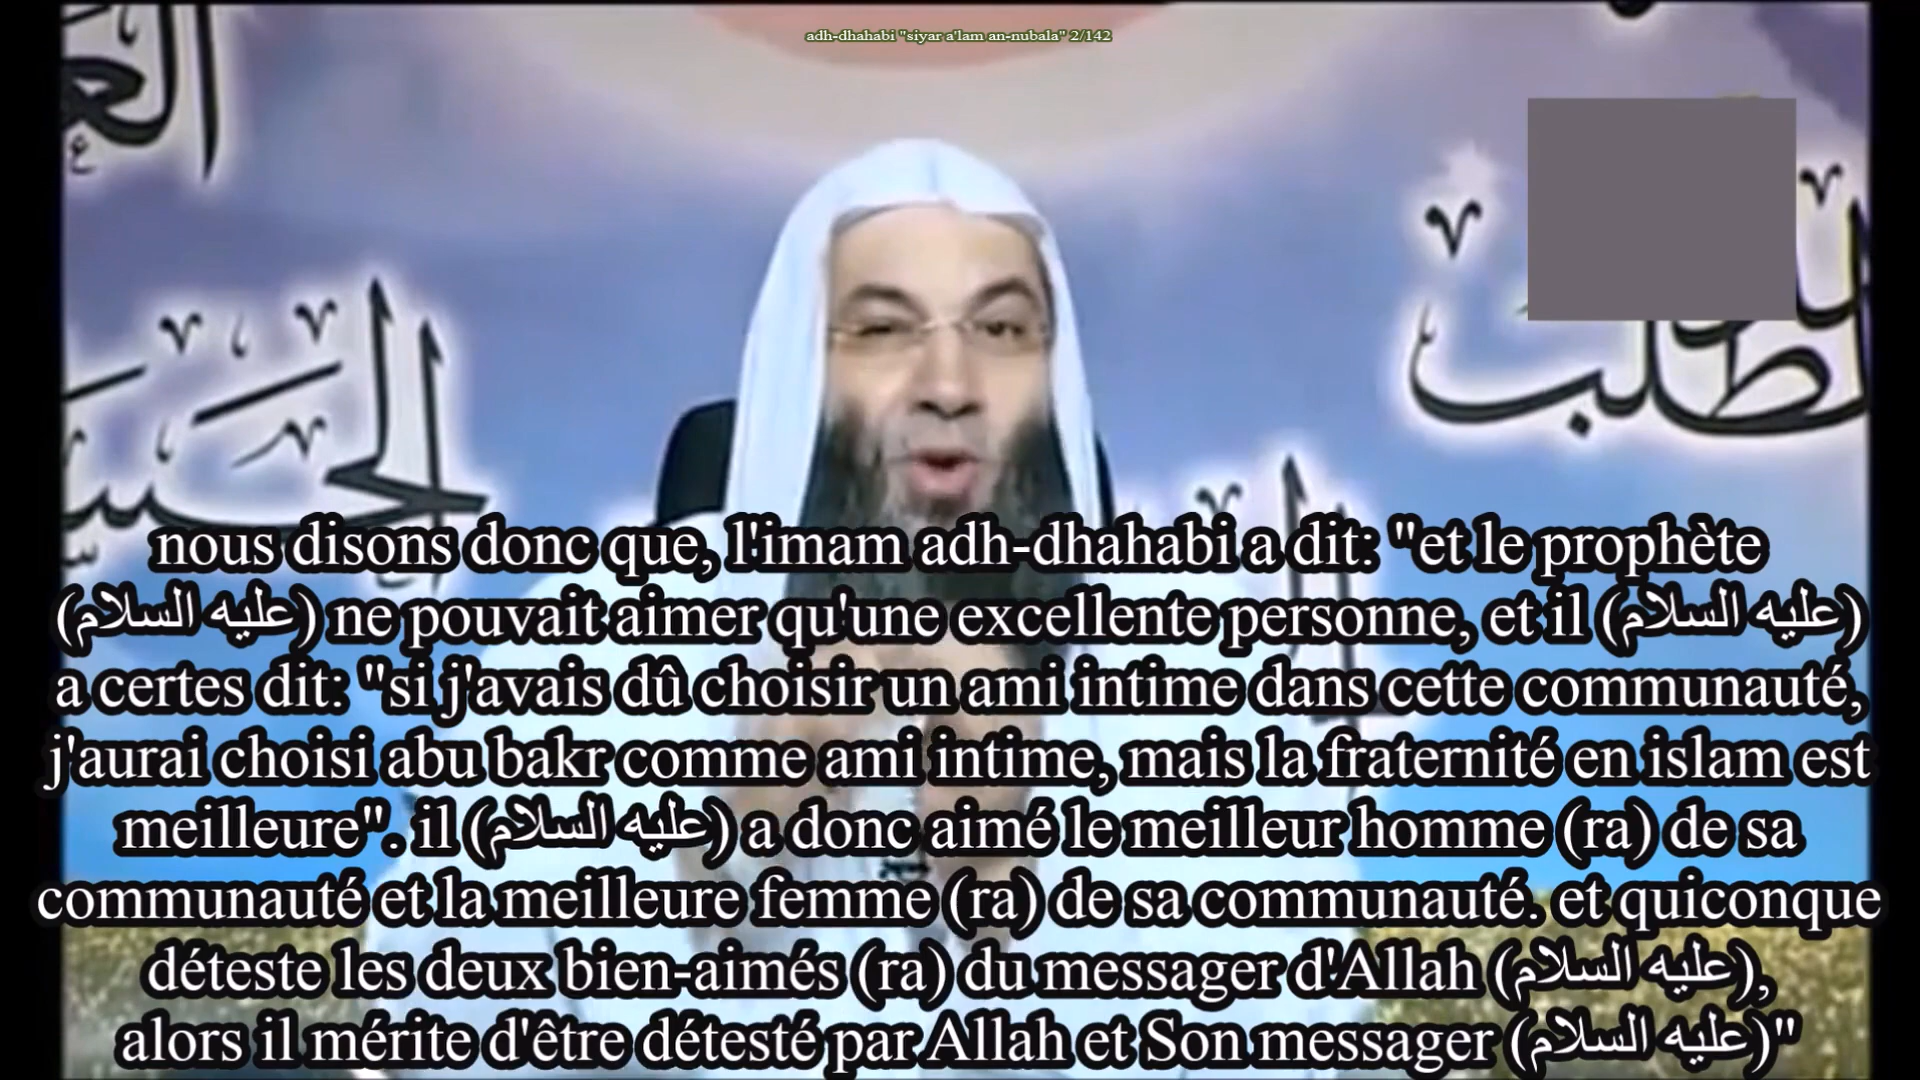 adh-dhahabi "siyar a'lam an-nubala" 2/142
nous disons donc que, l'imam adh-dhahabi a dit: "et le prophète
(عليه السلام) ne pouvait aimer qu'une excellente personne, et il (عليه السلام)
a certes dit: "si j'avais dû choisir un ami intime dans cette communauté,
j'aurai choisi abu bakr comme ami intime, mais la fraternité en islam est
meilleure". il (عليه السلام) a donc aimé le meilleur homme (ra) de sa
communauté et la meilleure femme (ra) de sa communauté. et quiconque
déteste les deux bien-aimés (ra) du messager d'Allah (عليه السلام),
alors il mérite d'être détesté par Allah et Son messager (عليه السلام)"